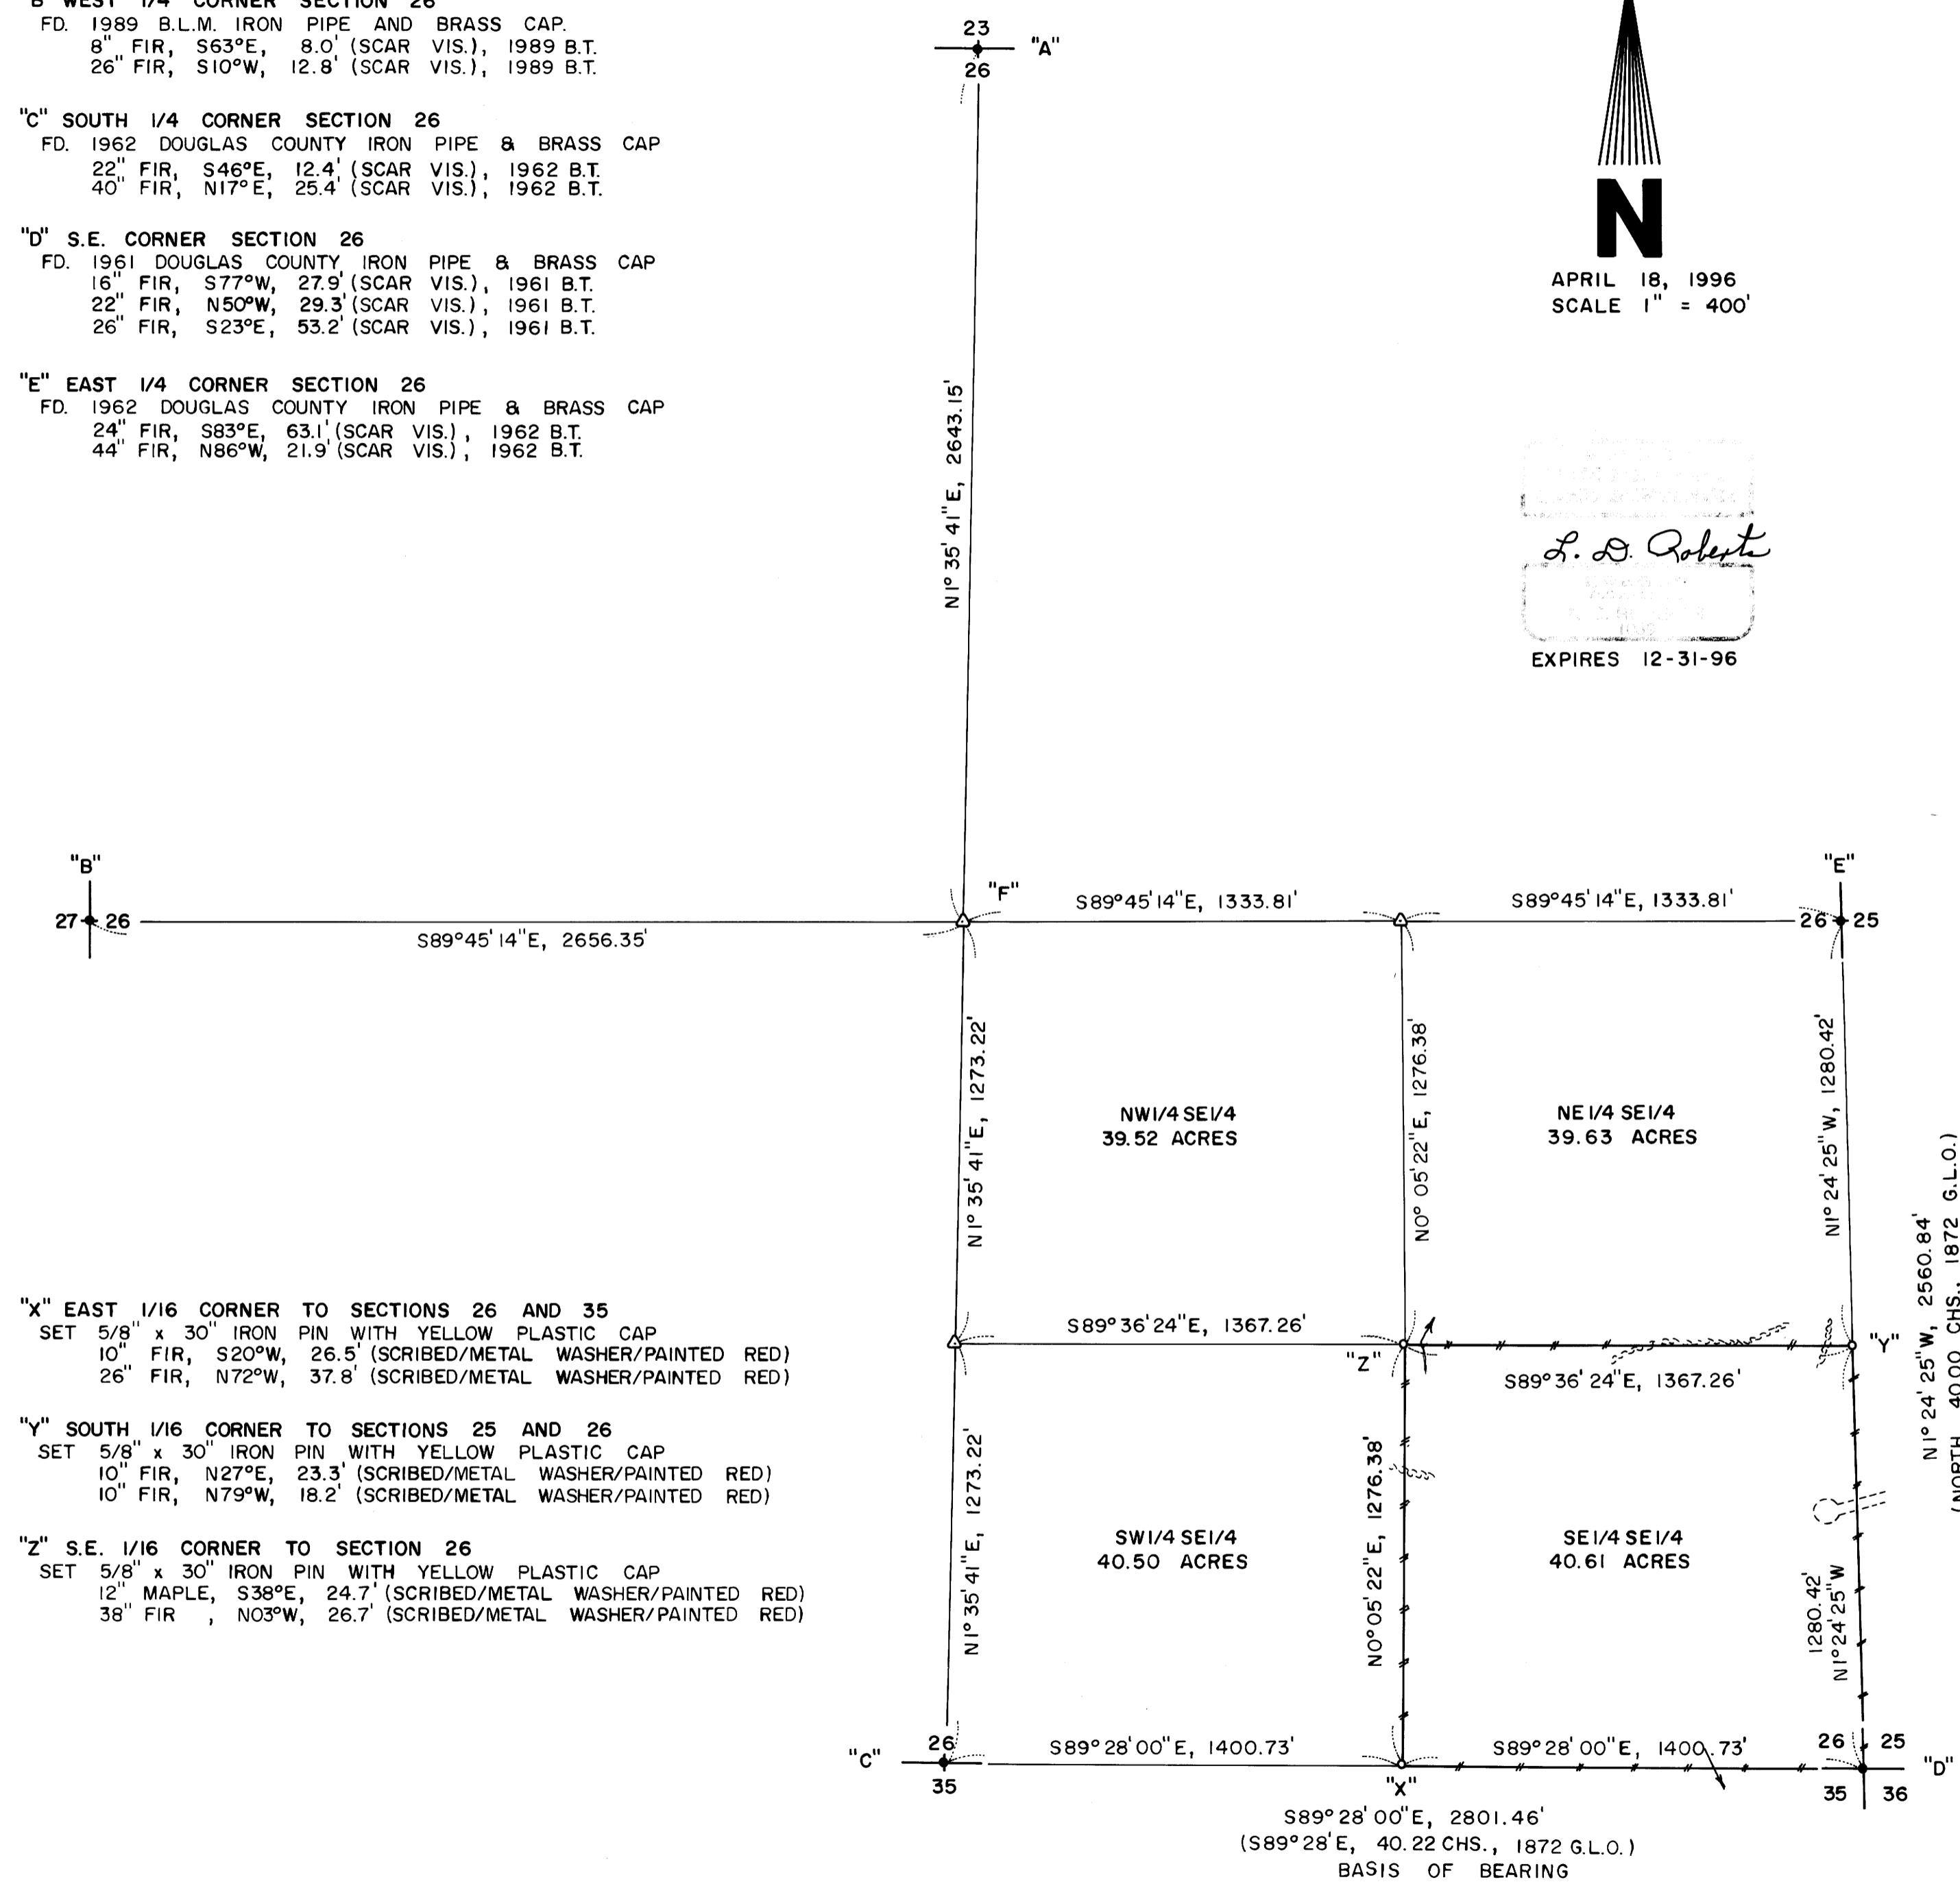 "B" WEST 1/4 CORNER SECTION 26
FD. 1989 B.L.M. IRON PIPE AND BRASS CAP.
8" FIR, S63°E, 8.0' (SCAR VIS.), 1989 B.T.
26" FIR, S10°W, 12.8' (SCAR VIS.), 1989 B.T.
"C" SOUTH 1/4 CORNER SECTION 26
FD. 1962 DOUGLAS COUNTY IRON PIPE & BRASS CAP
22" FIR, S46°E, 12.4' (SCAR VIS.), 1962 B.T.
40" FIR, N17°E, 25.4' (SCAR VIS.), 1962 B.T.
"D" S.E. CORNER SECTION 26
FD. 1961 DOUGLAS COUNTY IRON PIPE & BRASS CAP
16" FIR, S77°W, 27.9' (SCAR VIS.), 1961 B.T.
22" FIR, N50°W, 29.3' (SCAR VIS.), 1961 B.T.
26" FIR, S23°E, 53.2' (SCAR VIS.), 1961 B.T.
"E" EAST 1/4 CORNER SECTION 26
FD. 1962 DOUGLAS COUNTY IRON PIPE & BRASS CAP
24" FIR, S83°E, 63.1' (SCAR VIS.), 1962 B.T.
44" FIR, N86°W, 21.9' (SCAR VIS.), 1962 B.T.
23
"A"
26
N
APRIL 18, 1996
SCALE 1" = 400'
L. D. Roberts
EXPIRES 12-31-96
N1°35'41"E, 2643.15'
"B"
27 26
S89°45'14"E, 2656.35'
"F"
S89°45'14"E, 1333.81'
S89°45'14"E, 1333.81'
"E"
26 25
N1°35'41"E, 1273.22'
NW1/4 SE1/4
39.52 ACRES
N0°05'22"E, 1276.38'
NE1/4 SE1/4
39.63 ACRES
N1°24'25"W, 1280.42'
N1°24'25"W, 2560.84'
(NORTH 40.00 CHS., 1872 G.L.O.)
"X" EAST 1/16 CORNER TO SECTIONS 26 AND 35
SET 5/8" x 30" IRON PIN WITH YELLOW PLASTIC CAP
10" FIR, S20°W, 26.5' (SCRIBED/METAL WASHER/PAINTED RED)
26" FIR, N72°W, 37.8' (SCRIBED/METAL WASHER/PAINTED RED)
"Y" SOUTH 1/16 CORNER TO SECTIONS 25 AND 26
SET 5/8" x 30" IRON PIN WITH YELLOW PLASTIC CAP
10" FIR, N27°E, 23.3' (SCRIBED/METAL WASHER/PAINTED RED)
10" FIR, N79°W, 18.2' (SCRIBED/METAL WASHER/PAINTED RED)
"Z" S.E. 1/16 CORNER TO SECTION 26
SET 5/8" x 30" IRON PIN WITH YELLOW PLASTIC CAP
12" MAPLE, S38°E, 24.7' (SCRIBED/METAL WASHER/PAINTED RED)
38" FIR , N03°W, 26.7' (SCRIBED/METAL WASHER/PAINTED RED)
S89°36'24"E, 1367.26'
"Z"
S89°36'24"E, 1367.26'
"Y"
N1°35'41"E, 1273.22'
SW1/4 SE1/4
40.50 ACRES
N0°05'22"E, 1276.38'
SE1/4 SE1/4
40.61 ACRES
1280.42'
N1°24'25"W
"C"
26
35
S89°28'00"E, 1400.73'
"X"
S89°28'00"E, 1400.73'
26 25
"D"
35 36
S89°28'00"E, 2801.46'
(S89°28'E, 40.22 CHS., 1872 G.L.O.)
BASIS OF BEARING